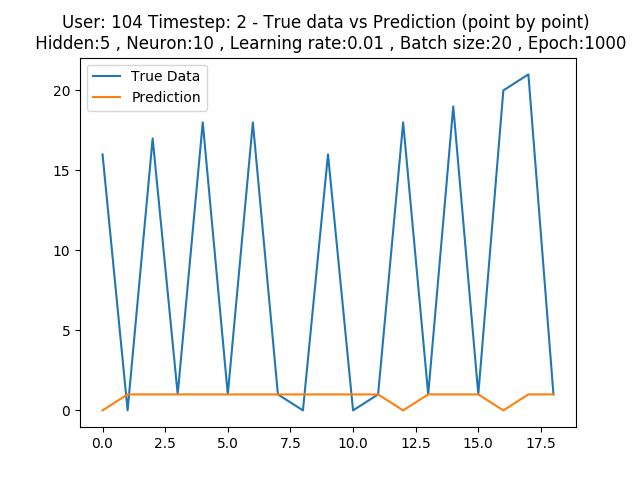 User: 104 Timestep: 2 - True data vs Prediction (point by point)
Hidden:5 , Neuron:10 , Learning rate:0.01 , Batch size:20 , Epoch:1000
True Data
Prediction
20
15
10
5
0
0.0 2.5 5.0 7.5 10.0 12.5 15.0 17.5